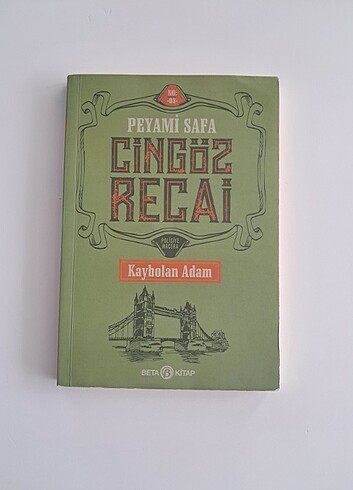 NO:
-03-
PEYAMİ SAFA
CİNGÖZ
RECAİ
POLİSİYE
MACERA
Kaybolan Adam
BETA B KİTAP